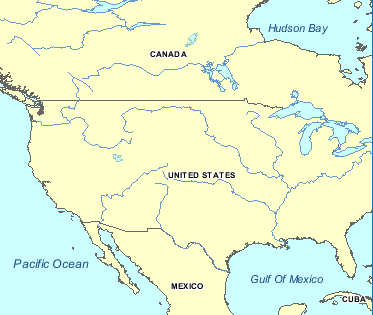 Hudson Bay
CANADA
UNITED STATES
Pacific Ocean
Gulf Of Mexico
MEXICO
CUBA